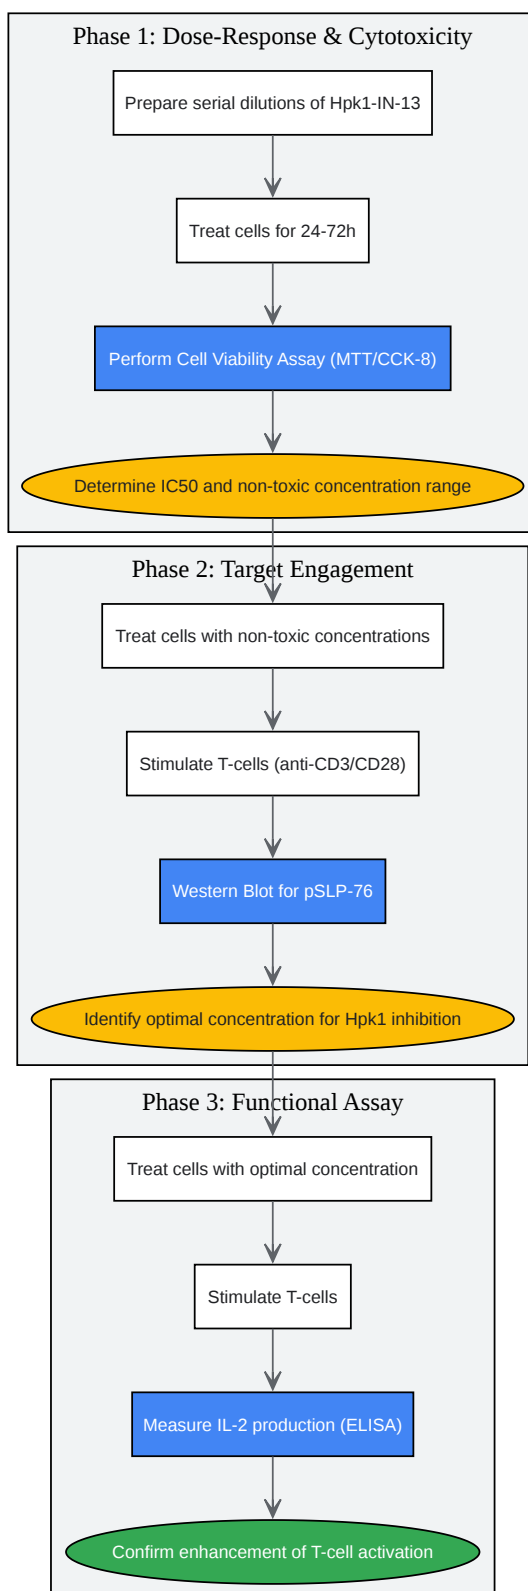 Phase 1: Dose-Response & Cytotoxicity
Prepare serial dilutions of Hpk1-IN-13
Treat cells for 24-72h
Perform Cell Viability Assay (MTT/CCK-8)
Determine IC50 and non-toxic concentration range
Phase 2: Target Engagement
Treat cells with non-toxic concentrations
Stimulate T-cells (anti-CD3/CD28)
Western Blot for pSLP-76
Identify optimal concentration for Hpk1 inhibition
Phase 3: Functional Assay
Treat cells with optimal concentration
Stimulate T-cells
Measure IL-2 production (ELISA)
Confirm enhancement of T-cell activation